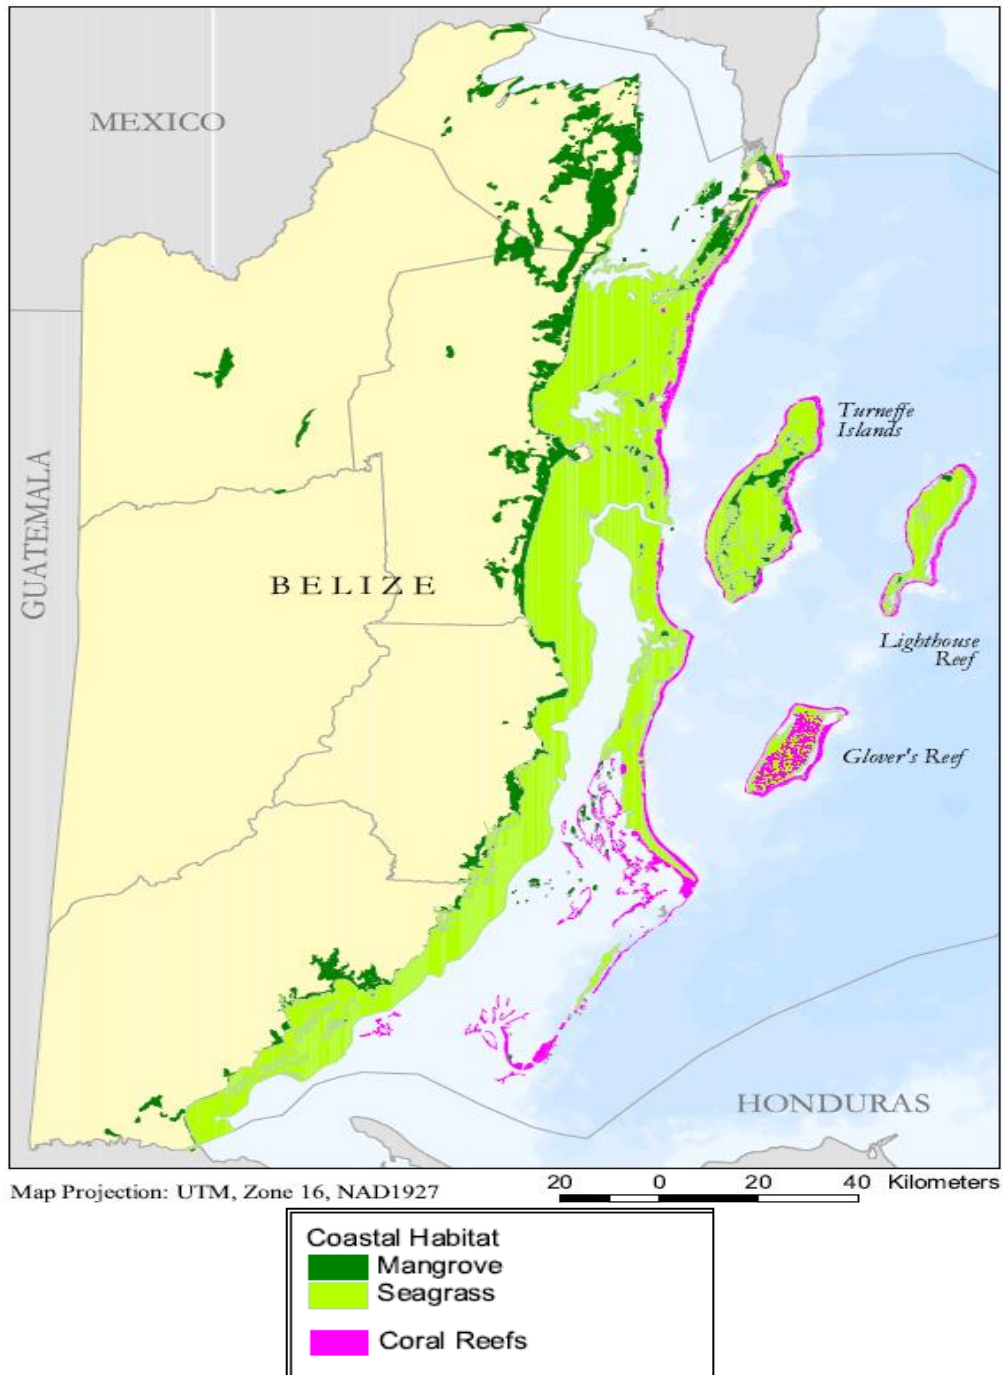 MEXICO
Turneffe
Islands
GUATEMALA
BELIZE
Lighthouse
Reef
Glover's Reef
HONDURAS
Map Projection: UTM, Zone 16, NAD1927
20 0 20 40 Kilometers
Coastal Habitat
Mangrove
Seagrass
Coral Reefs